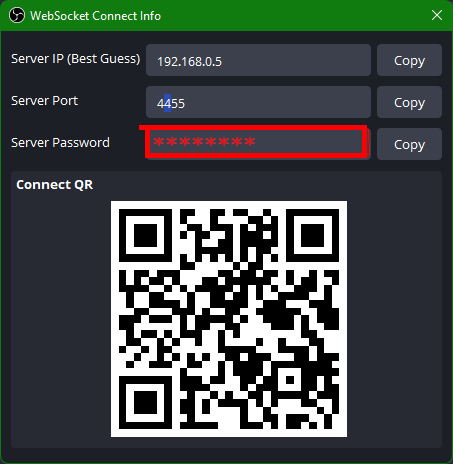 WebSocket Connect Info
Server IP (Best Guess) 192.168.0.5 Copy
Server Port 4455 Copy
Server Password ******** Copy
Connect QR